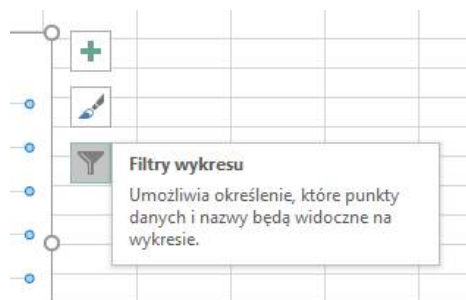 Filtry wykresu
Umożliwia określenie, które punkty
danych i nazwy będą widoczne na
wykresie.